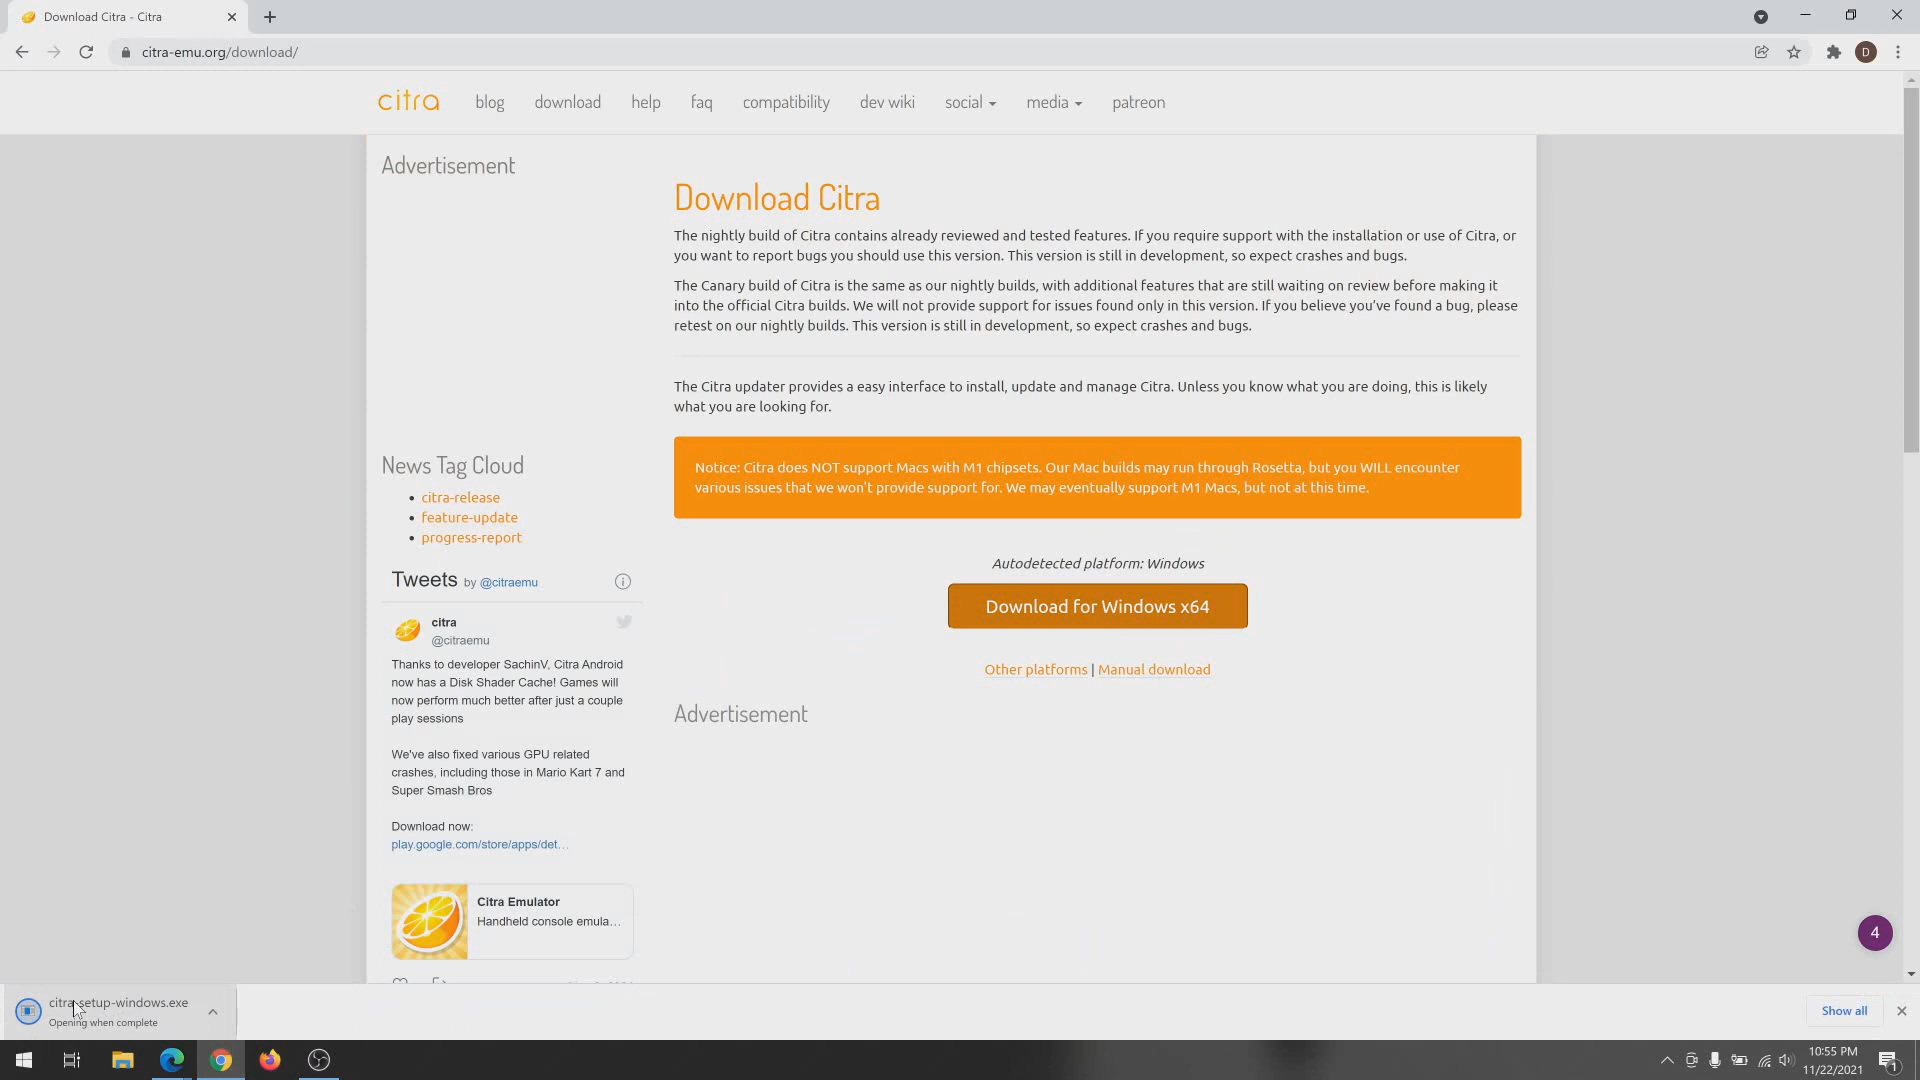 Download Citra - Citra
citra-emu.org/download/
D
citra
blog
download
help
faq
compatibility
dev wiki
social
media
patreon
Advertisement
Download Citra
The nightly build of Citra contains already reviewed and tested features. If you require support with the installation or use of Citra, or
you want to report bugs you should use this version. This version is still in development, so expect crashes and bugs.
The Canary build of Citra is the same as our nightly builds, with additional features that are still waiting on review before making it
into the official Citra builds. We will not provide support for issues found only in this version. If you believe you've found a bug, please
retest on our nightly builds. This version is still in development, so expect crashes and bugs.
The Citra updater provides a easy interface to install, update and manage Citra. Unless you know what you are doing, this is likely
what you are looking for.
Notice: Citra does NOT support Macs with M1 chipsets. Our Mac builds may run through Rosetta, but you WILL encounter
various issues that we won't provide support for. We may eventually support M1 Macs, but not at this time.
Autodetected platform: Windows
Download for Windows x64
Other platforms | Manual download
Advertisement
News Tag Cloud
citra-release
feature-update
progress-report
Tweets by @citraemu
citra
@citraemu
Thanks to developer SachinV, Citra Android
now has a Disk Shader Cache! Games will
now perform much better after just a couple
play sessions
We've also fixed various GPU related
crashes, including those in Mario Kart 7 and
Super Smash Bros
Download now:
play.google.com/store/apps/det…
Citra Emulator
Handheld console emula…
4
citra-setup-windows.exe
Opening when complete
Show all
10:55 PM
11/22/2021
1